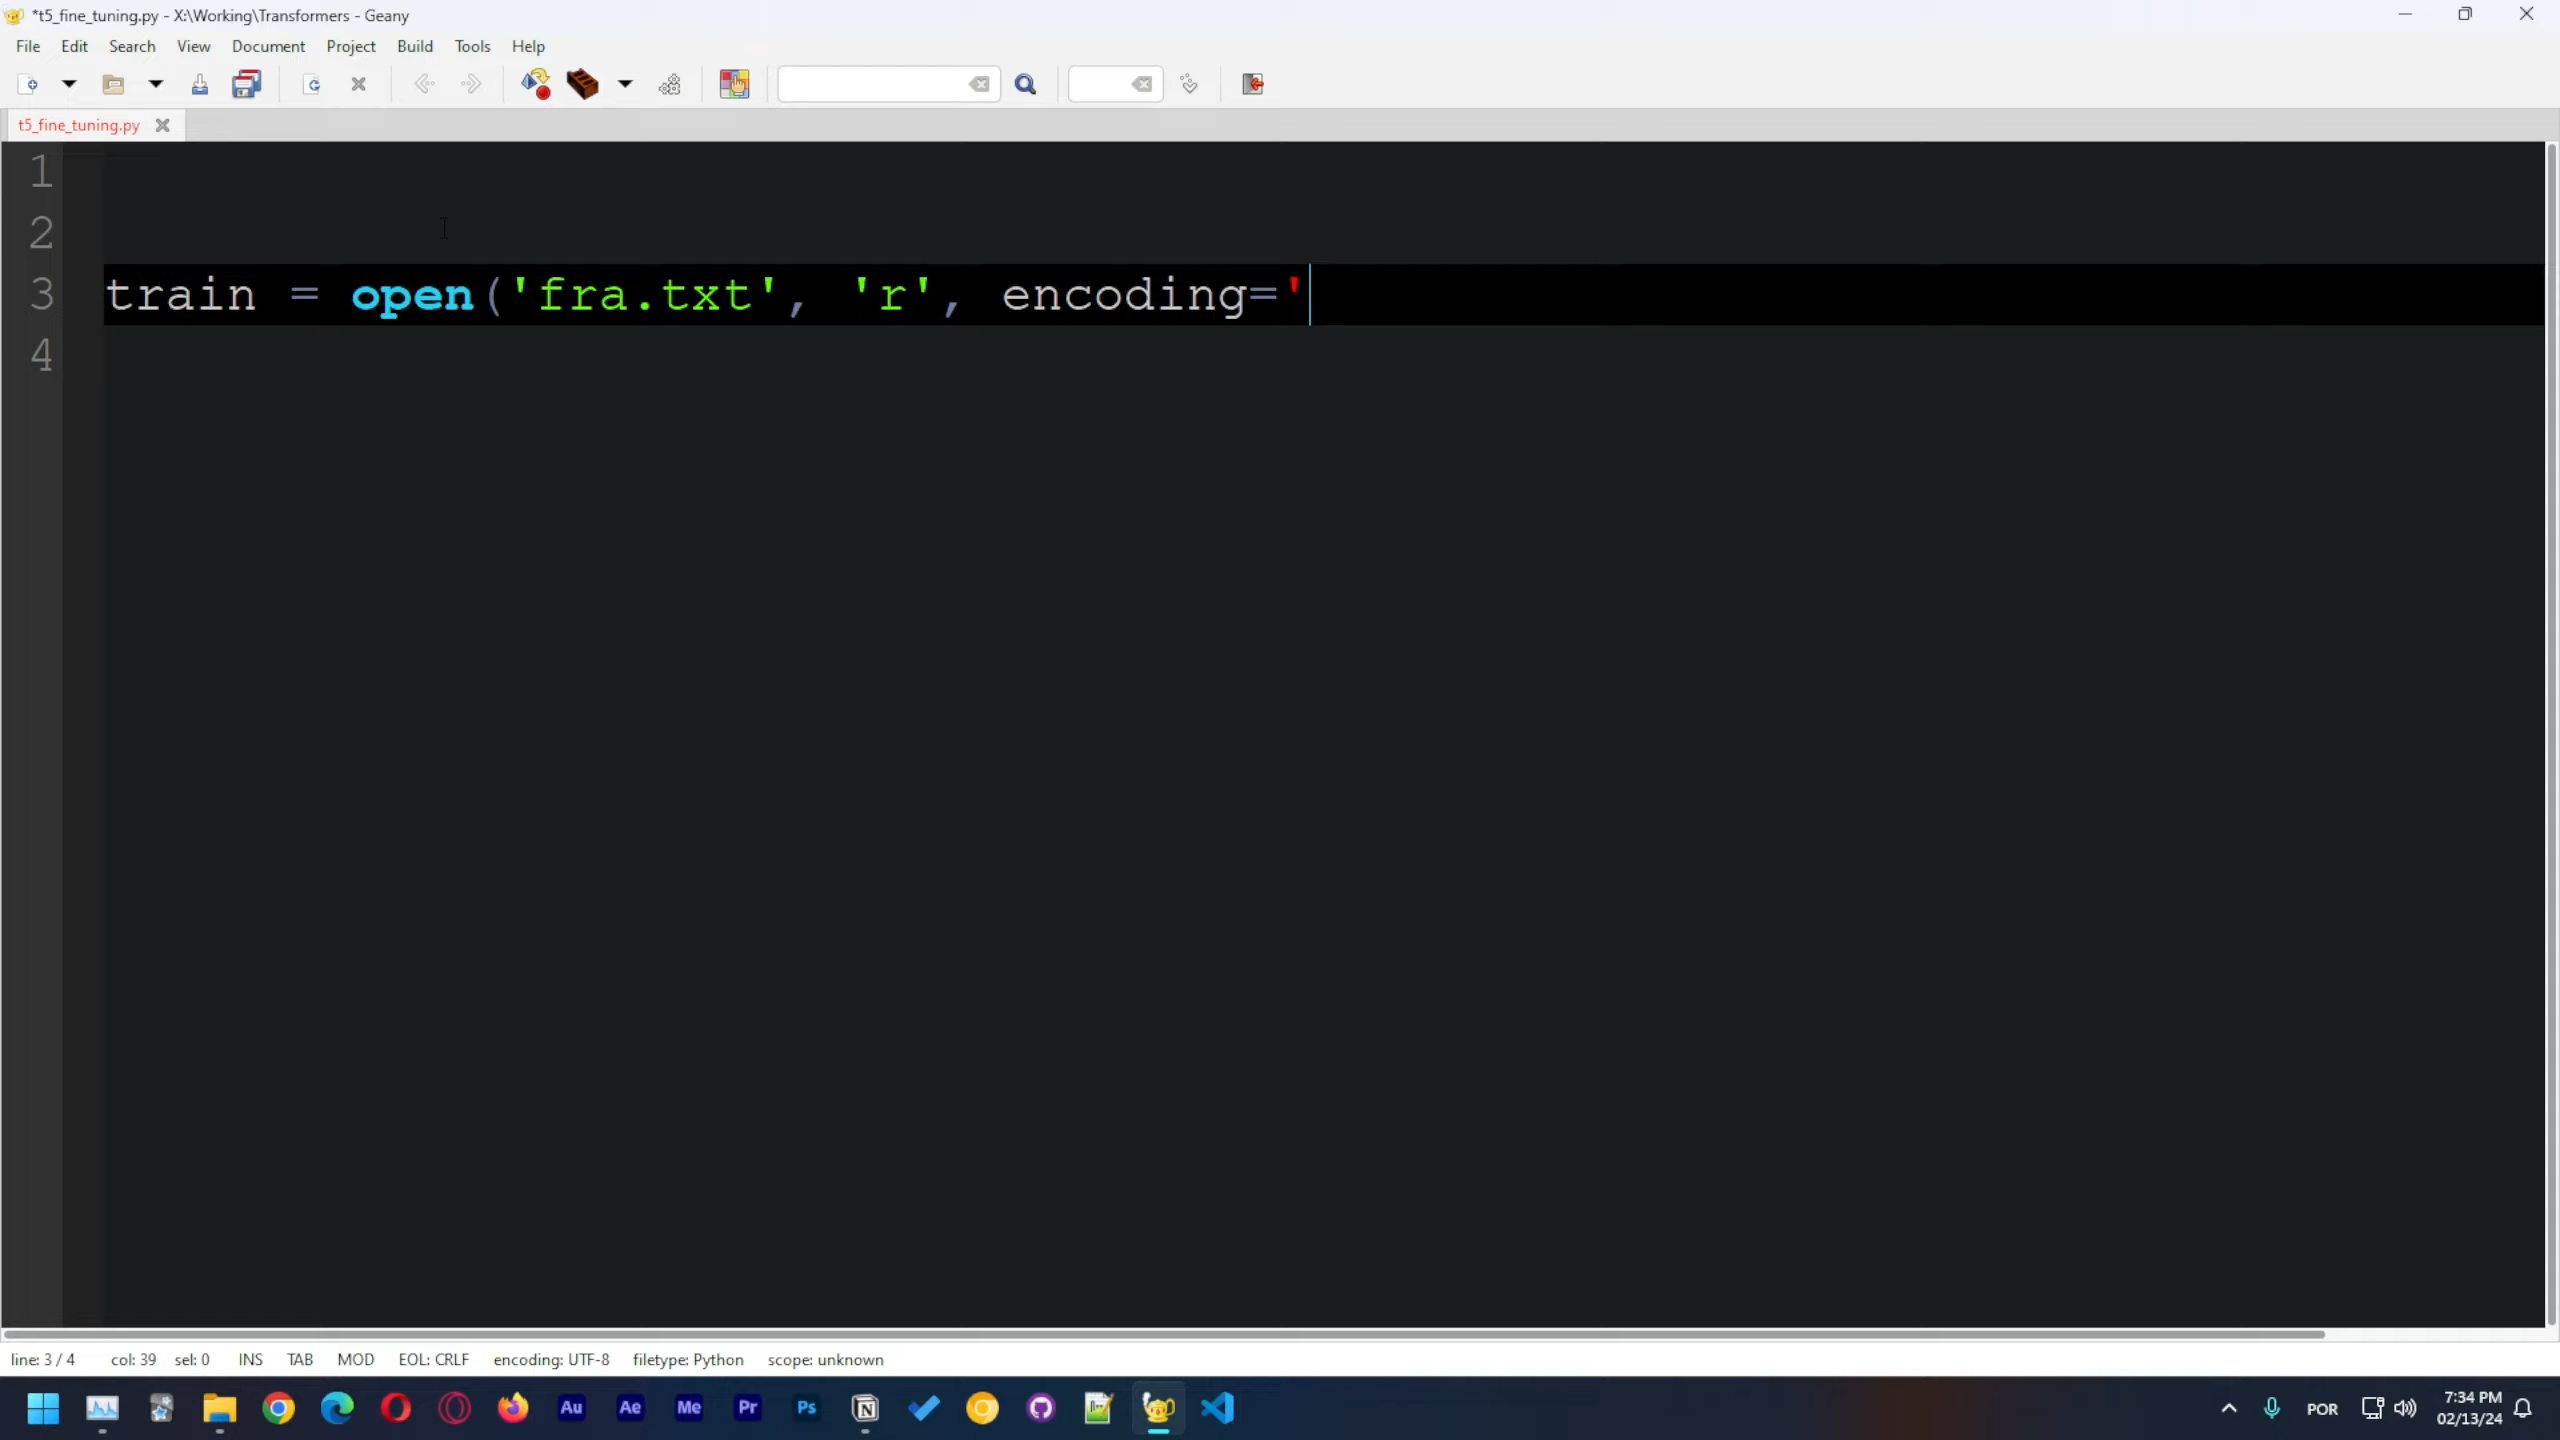 *t5_fine_tuning.py - X:\Working\Transformers - Geany
File Edit Search View Document Project Build Tools Help
t5_fine_tuning.py
1
2
3 train = open('fra.txt', 'r', encoding='
4
line: 3 / 4 col: 39 sel: 0 INS TAB MOD EOL: CRLF encoding: UTF-8 filetype: Python scope: unknown
Au Ae Me Pr Ps N POR 7:34 PM
02/13/24